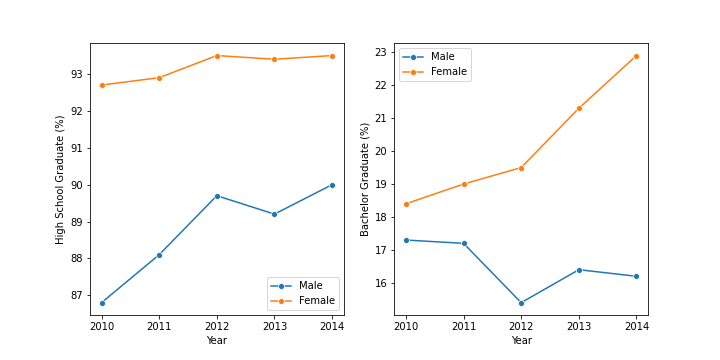 High School Graduate (%)
93
92
91
90
89
88
87
2010 2011 2012 2013 2014
Year
Male
Female
Bachelor Graduate (%)
23
22
21
20
19
18
17
16
2010 2011 2012 2013 2014
Year
Male
Female